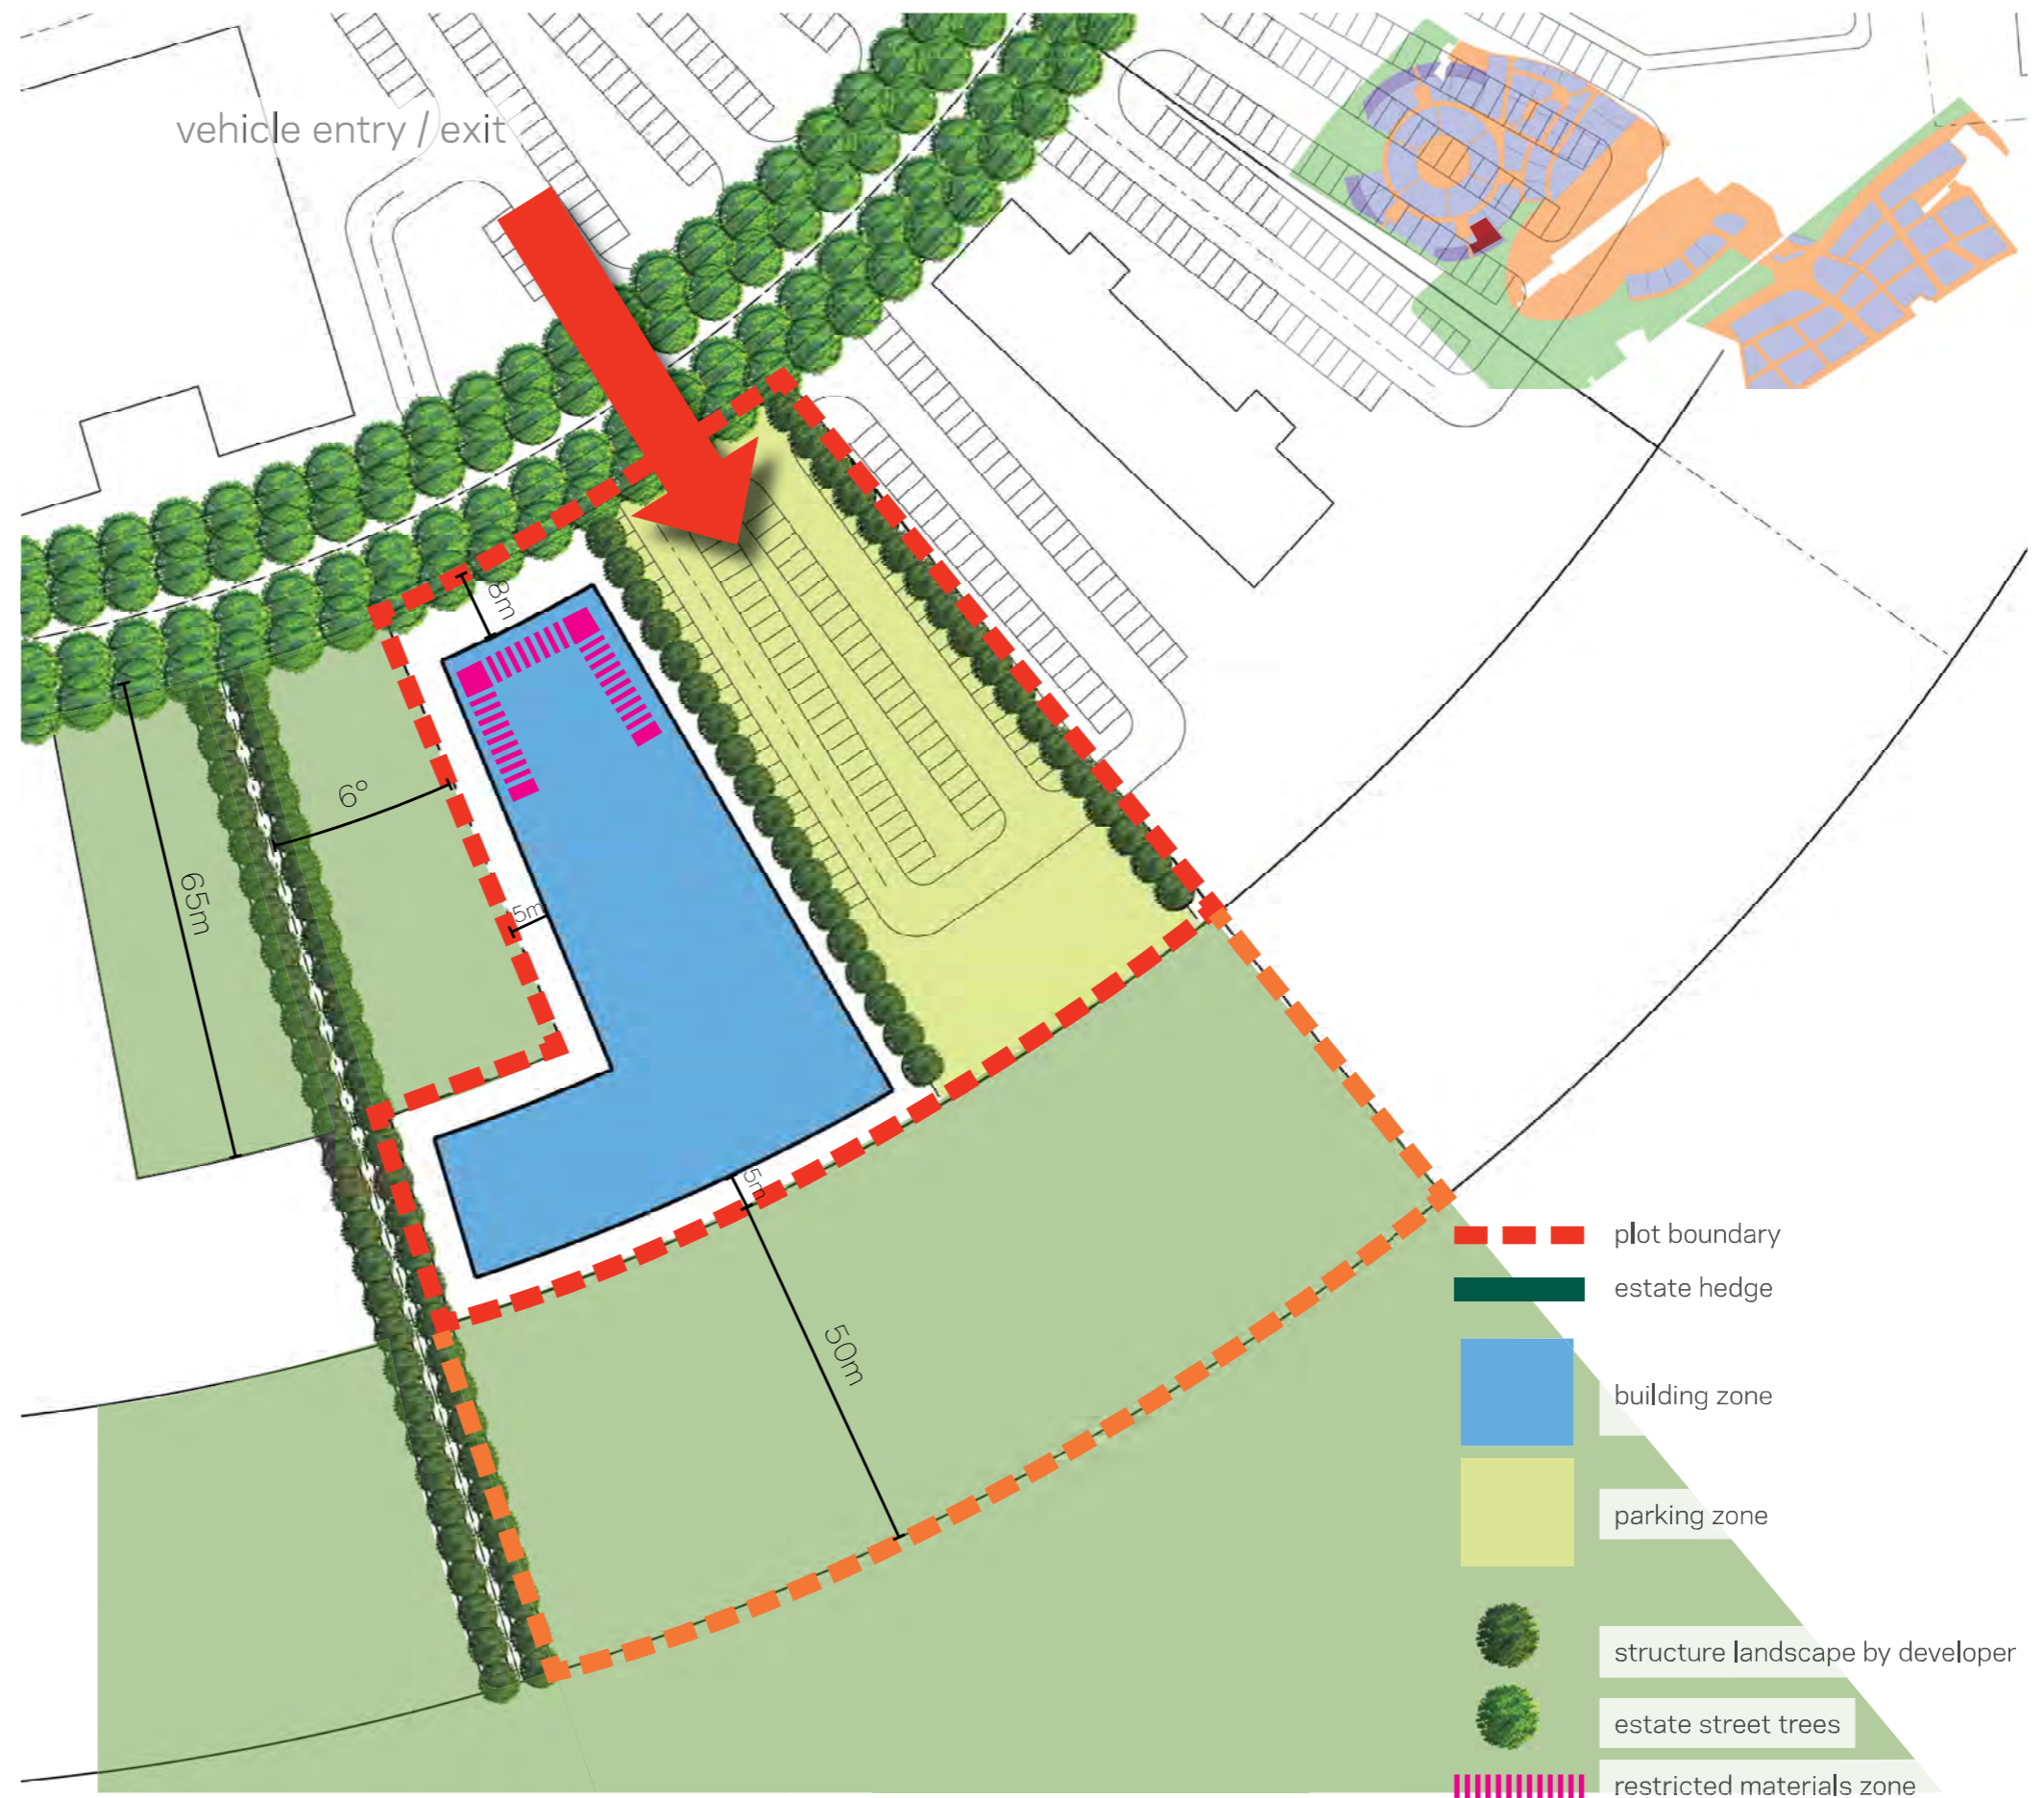 vehicle entry / exit
8m
6°
65m
5m
5m
50m
plot boundary
estate hedge
building zone
parking zone
structure landscape by developer
estate street trees
restricted materials zone